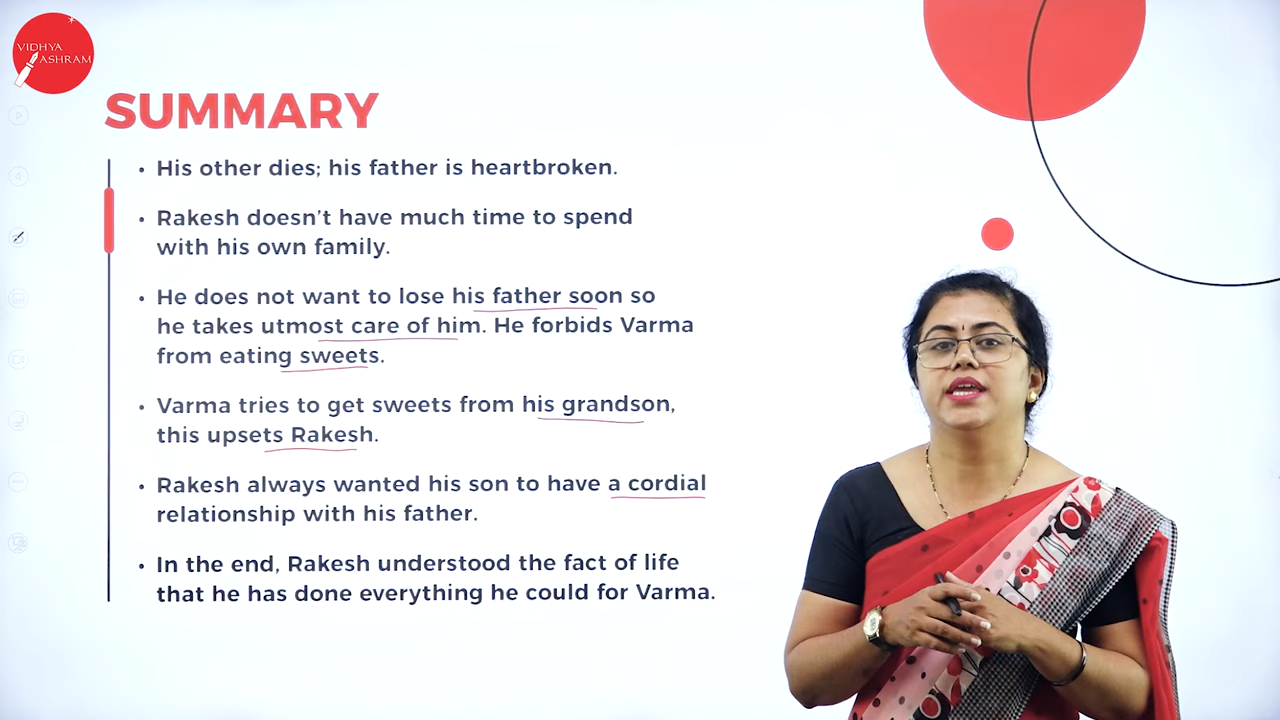 VIDHYA
ASHRAM
SUMMARY
• His other dies; his father is heartbroken.
• Rakesh doesn't have much time to spend
with his own family.
• He does not want to lose his father soon so
he takes utmost care of him. He forbids Varma
from eating sweets.
• Varma tries to get sweets from his grandson,
this upsets Rakesh.
• Rakesh always wanted his son to have a cordial
relationship with his father.
• In the end, Rakesh understood the fact of life
that he has done everything he could for Varma.